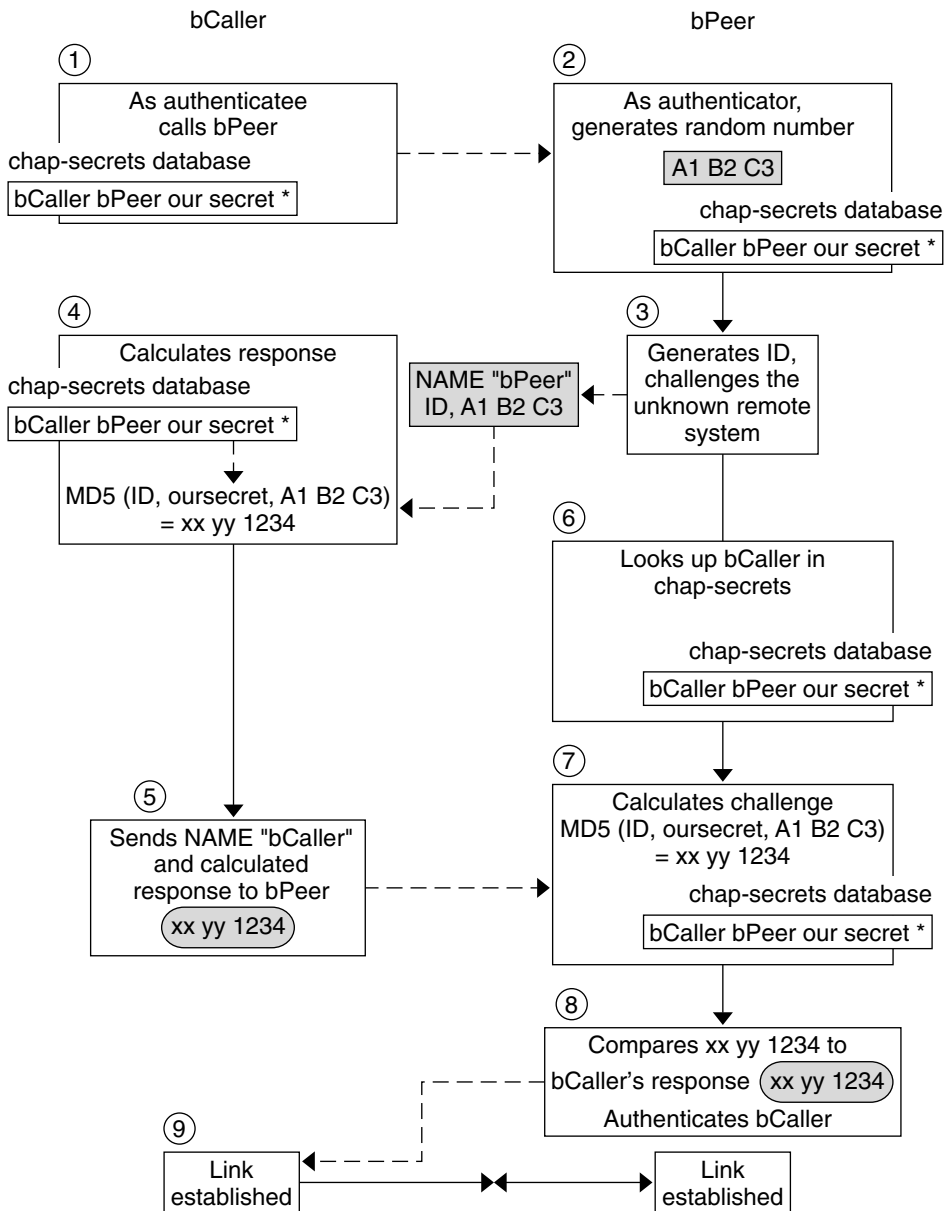 bCaller
bPeer
1
As authenticatee
calls bPeer
chap-secrets database
bCaller bPeer our secret *
2
As authenticator,
generates random number
A1 B2 C3
chap-secrets database
bCaller bPeer our secret *
3
Generates ID,
challenges the
unknown remote
system
NAME "bPeer"
ID, A1 B2 C3
4
Calculates response
chap-secrets database
bCaller bPeer our secret *
MD5 (ID, oursecret, A1 B2 C3)
= xx yy 1234
5
Sends NAME "bCaller"
and calculated
response to bPeer
xx yy 1234
6
Looks up bCaller in
chap-secrets
chap-secrets database
bCaller bPeer our secret *
7
Calculates challenge
MD5 (ID, oursecret, A1 B2 C3)
= xx yy 1234
chap-secrets database
bCaller bPeer our secret *
8
Compares xx yy 1234 to
bCaller's response xx yy 1234
Authenticates bCaller
9
Link
established
Link
established